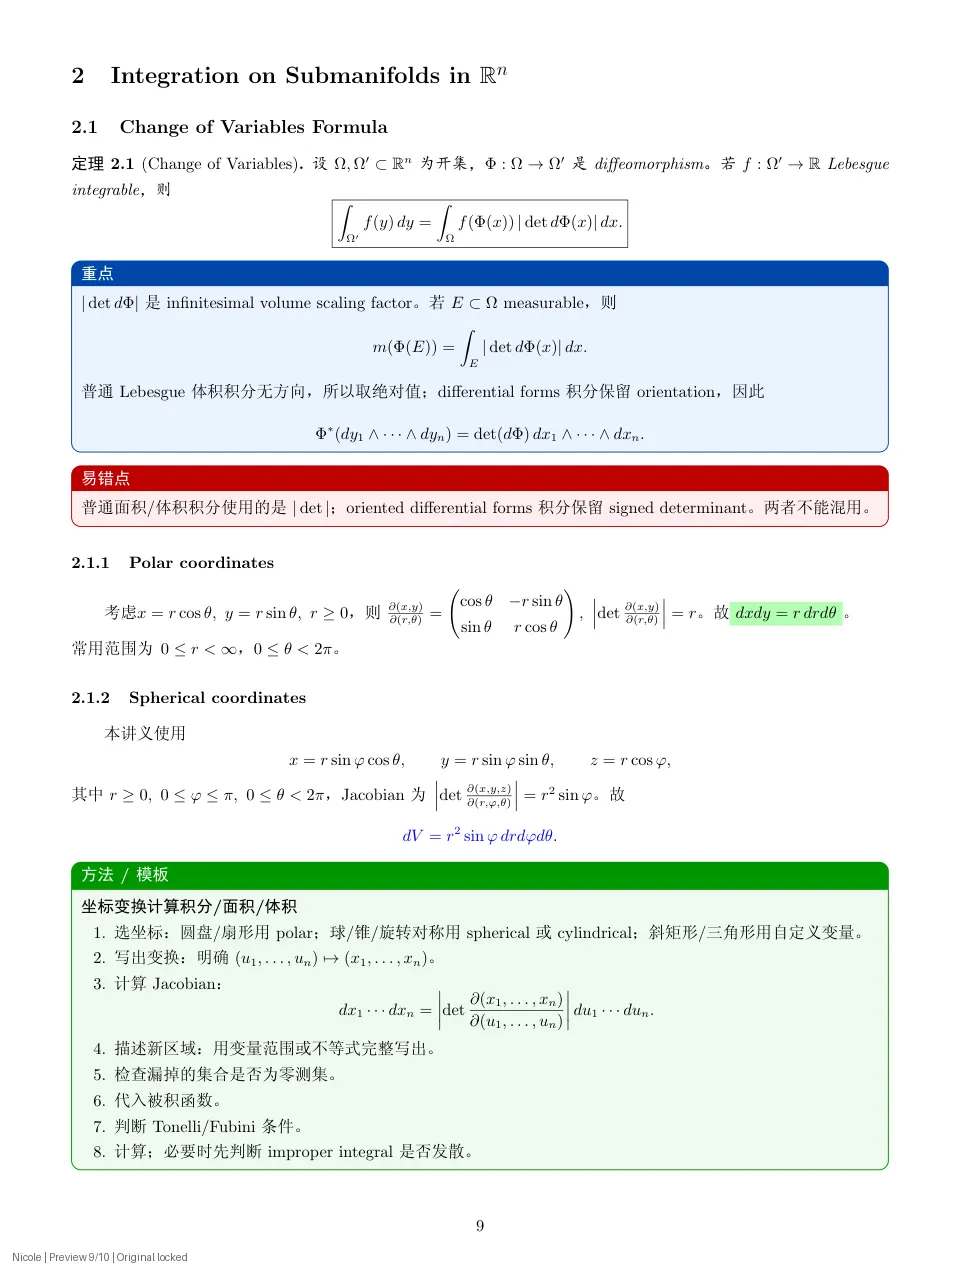 2 Integration on Submanifolds in ℝⁿ
2.1 Change of Variables Formula
定理 2.1 (Change of Variables). 设 Ω, Ω′ ⊂ ℝⁿ 为开集，Φ : Ω → Ω′ 是 diffeomorphism。若 f : Ω′ → ℝ Lebesgue
integrable，则
∫_{Ω′} f(y) dy = ∫_Ω f(Φ(x)) | det dΦ(x)| dx.
重点
| det dΦ| 是 infinitesimal volume scaling factor。若 E ⊂ Ω measurable，则
m(Φ(E)) = ∫_E | det dΦ(x)| dx.
普通 Lebesgue 体积积分无方向，所以取绝对值；differential forms 积分保留 orientation，因此
Φ*(dy₁ ∧ ··· ∧ dyₙ) = det(dΦ) dx₁ ∧ ··· ∧ dxₙ.
易错点
普通面积/体积积分使用的是 | det |；oriented differential forms 积分保留 signed determinant。两者不能混用。
2.1.1 Polar coordinates
考虑x = r cos θ, y = r sin θ, r ≥ 0，则 ∂(x,y)/∂(r,θ) = (cos θ −r sin θ; sin θ r cos θ), |det ∂(x,y)/∂(r,θ)| = r。故 dxdy = r drdθ 。
常用范围为 0 ≤ r < ∞，0 ≤ θ < 2π。
2.1.2 Spherical coordinates
本讲义使用
x = r sin φ cos θ, y = r sin φ sin θ, z = r cos φ,
其中 r ≥ 0, 0 ≤ φ ≤ π, 0 ≤ θ < 2π，Jacobian 为 |det ∂(x,y,z)/∂(r,φ,θ)| = r² sin φ。故
dV = r² sin φ drdφdθ.
方法 / 模板
坐标变换计算积分/面积/体积
1. 选坐标：圆盘/扇形用 polar；球/锥/旋转对称用 spherical 或 cylindrical；斜矩形/三角形用自定义变量。
2. 写出变换：明确 (u₁, . . . , uₙ) ↦ (x₁, . . . , xₙ)。
3. 计算 Jacobian：
dx₁ ··· dxₙ = |det ∂(x₁, . . . , xₙ)/∂(u₁, . . . , uₙ)| du₁ ··· duₙ.
4. 描述新区域：用变量范围或不等式完整写出。
5. 检查漏掉的集合是否为零测集。
6. 代入被积函数。
7. 判断 Tonelli/Fubini 条件。
8. 计算；必要时先判断 improper integral 是否发散。
9
Nicole | Preview 9/10 | Original locked